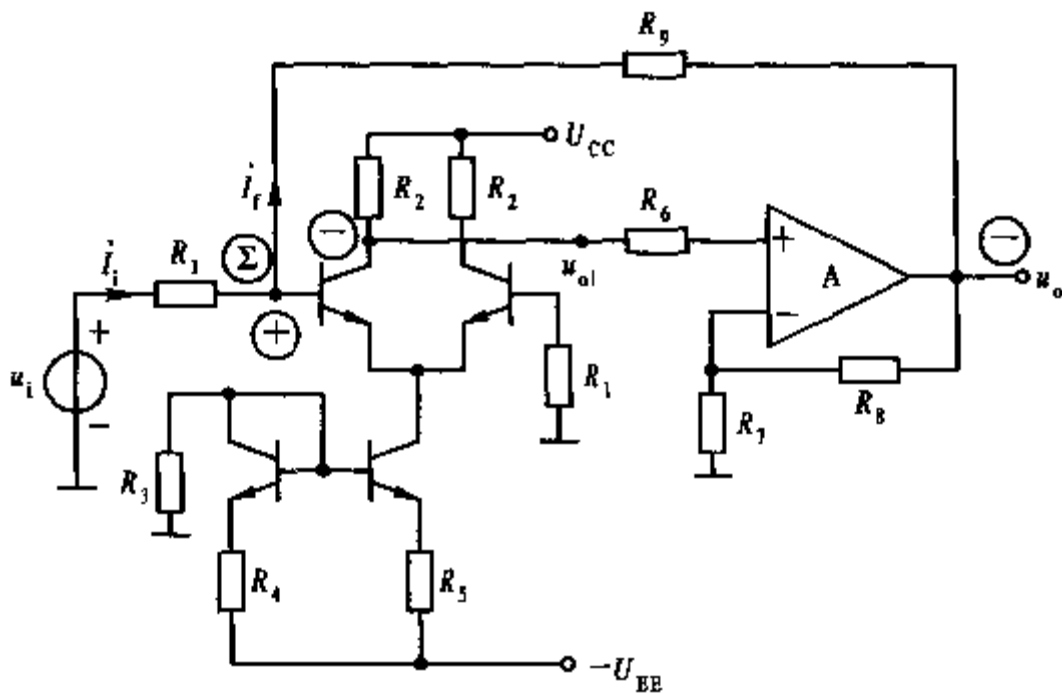 R9
UCC
R2
R2
R6
İf
−
Σ
R1
İi
+
uo1
+
A
−
−
uo
+
ui
−
R1
R8
R7
R3
R4
R5
−UEE